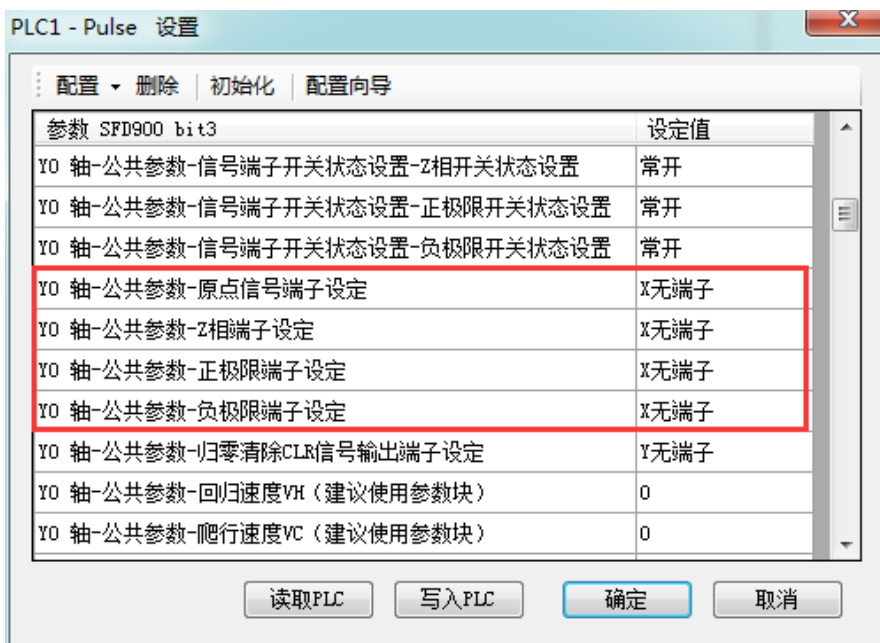 PLC1 - Pulse 设置
配置 删除 初始化 配置向导
参数 SFD900 bit3 设定值
Y0 轴-公共参数-信号端子开关状态设置-Z相开关状态设置 常开
Y0 轴-公共参数-信号端子开关状态设置-正极限开关状态设置 常开
Y0 轴-公共参数-信号端子开关状态设置-负极限开关状态设置 常开
Y0 轴-公共参数-原点信号端子设定 X无端子
Y0 轴-公共参数-Z相端子设定 X无端子
Y0 轴-公共参数-正极限端子设定 X无端子
Y0 轴-公共参数-负极限端子设定 X无端子
Y0 轴-公共参数-归零清除CLR信号输出端子设定 Y无端子
Y0 轴-公共参数-回归速度VH（建议使用参数块） 0
Y0 轴-公共参数-爬行速度VC（建议使用参数块） 0
读取PLC 写入PLC 确定 取消